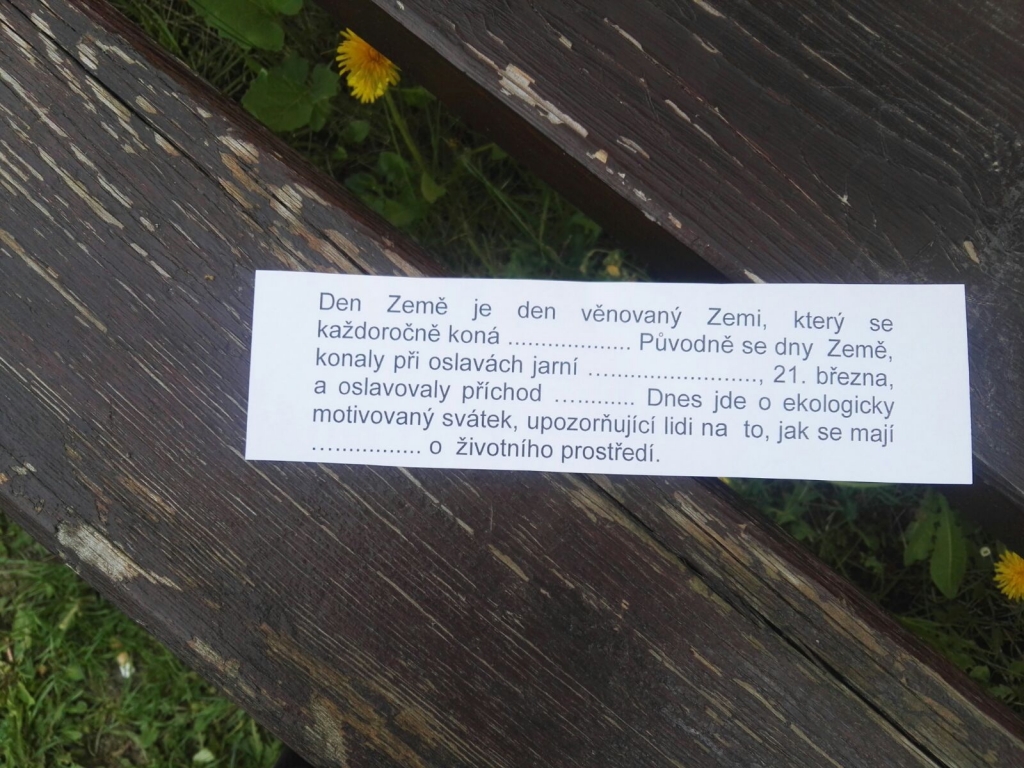 Den Země je den věnovaný Zemi, který se
každoročně koná ................... Původně se dny Země,
konaly při oslavách jarní ….........................., 21. března,
a oslavovaly příchod …........... Dnes jde o ekologicky
motivovaný svátek, upozorňující lidi na to, jak se mají
…............... o životního prostředí.